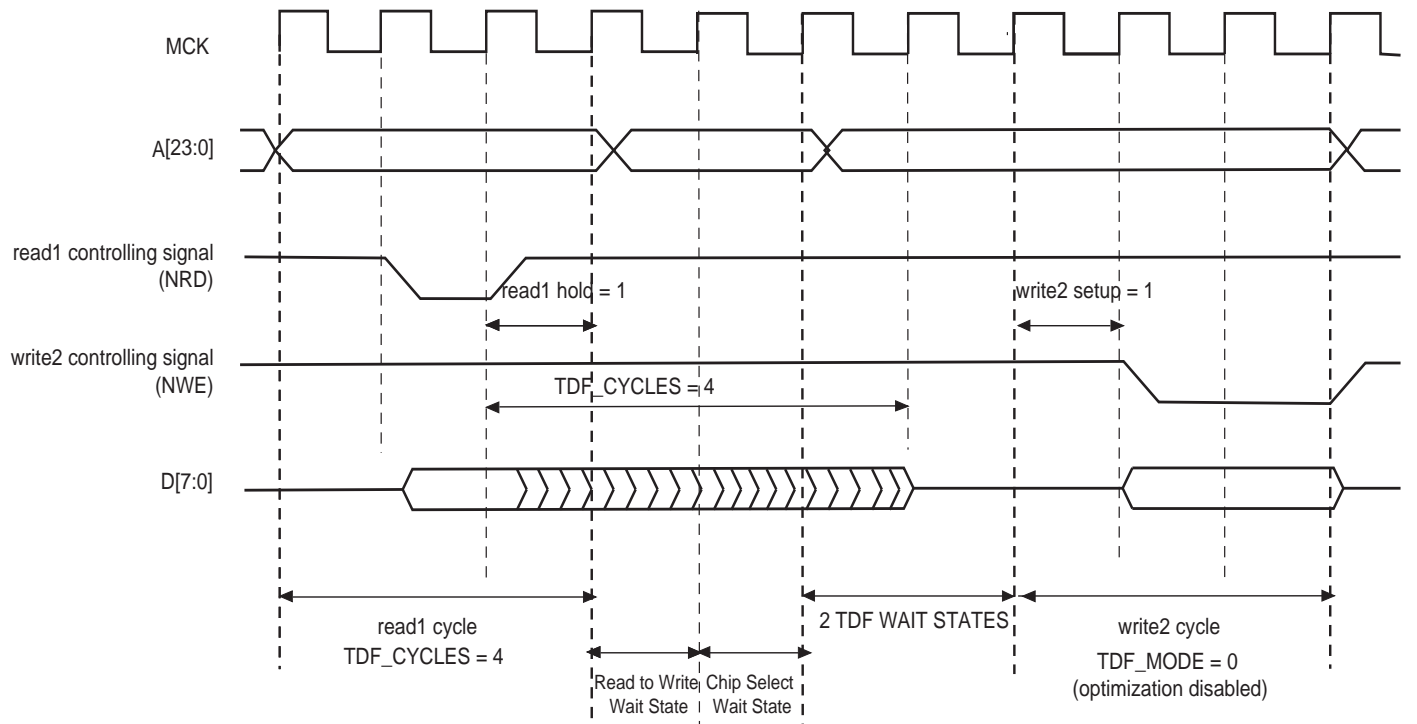 MCK
A[23:0]
read1 controlling signal
(NRD)
read1 hold = 1
write2 setup = 1
write2 controlling signal
(NWE)
TDF_CYCLES = 4
D[7:0]
read1 cycle
TDF_CYCLES = 4
2 TDF WAIT STATES
write2 cycle
TDF_MODE = 0
(optimization disabled)
Read to Write
Wait State
Chip Select
Wait State